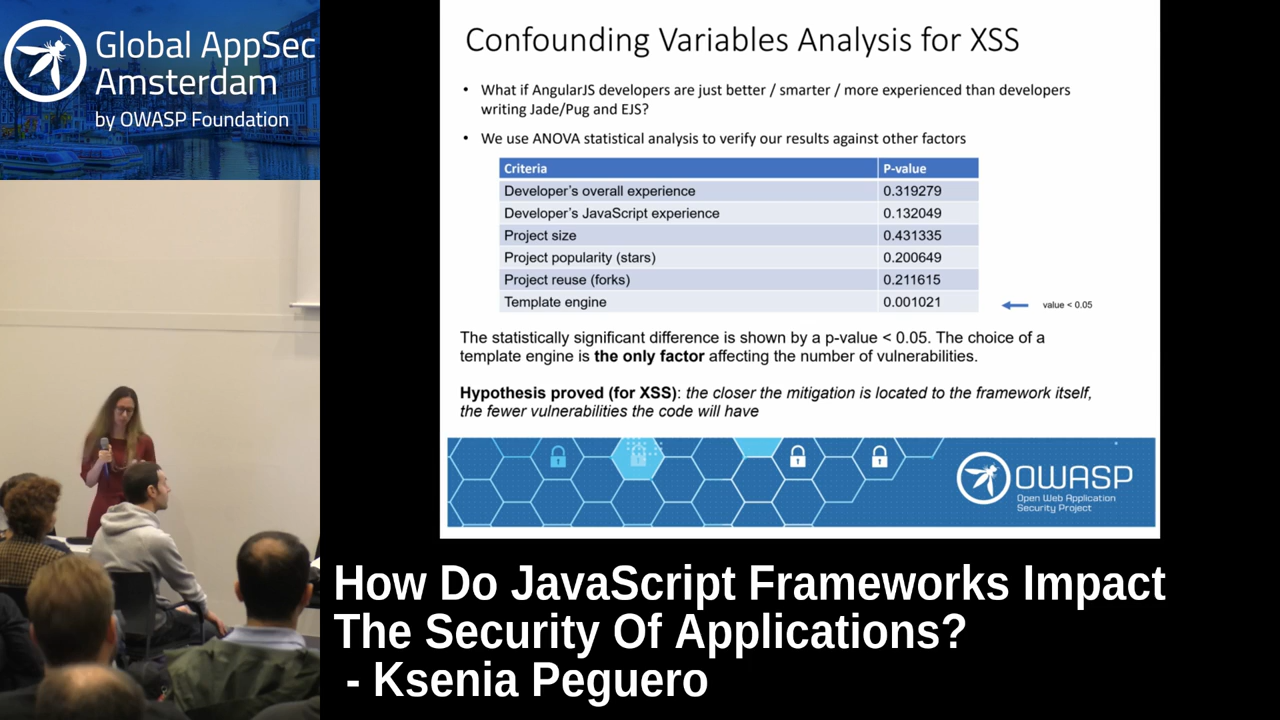 Global AppSec
Amsterdam
by OWASP Foundation
Confounding Variables Analysis for XSS
• What if AngularJS developers are just better / smarter / more experienced than developers
writing Jade/Pug and EJS?
• We use ANOVA statistical analysis to verify our results against other factors
Criteria P-value
Developer's overall experience 0.319279
Developer's JavaScript experience 0.132049
Project size 0.431335
Project popularity (stars) 0.200649
Project reuse (forks) 0.211615
Template engine 0.001021
value < 0.05
The statistically significant difference is shown by a p-value < 0.05. The choice of a
template engine is the only factor affecting the number of vulnerabilities.
Hypothesis proved (for XSS): the closer the mitigation is located to the framework itself,
the fewer vulnerabilities the code will have
OWASP
Open Web Application
Security Project
How Do JavaScript Frameworks Impact
The Security Of Applications?
- Ksenia Peguero